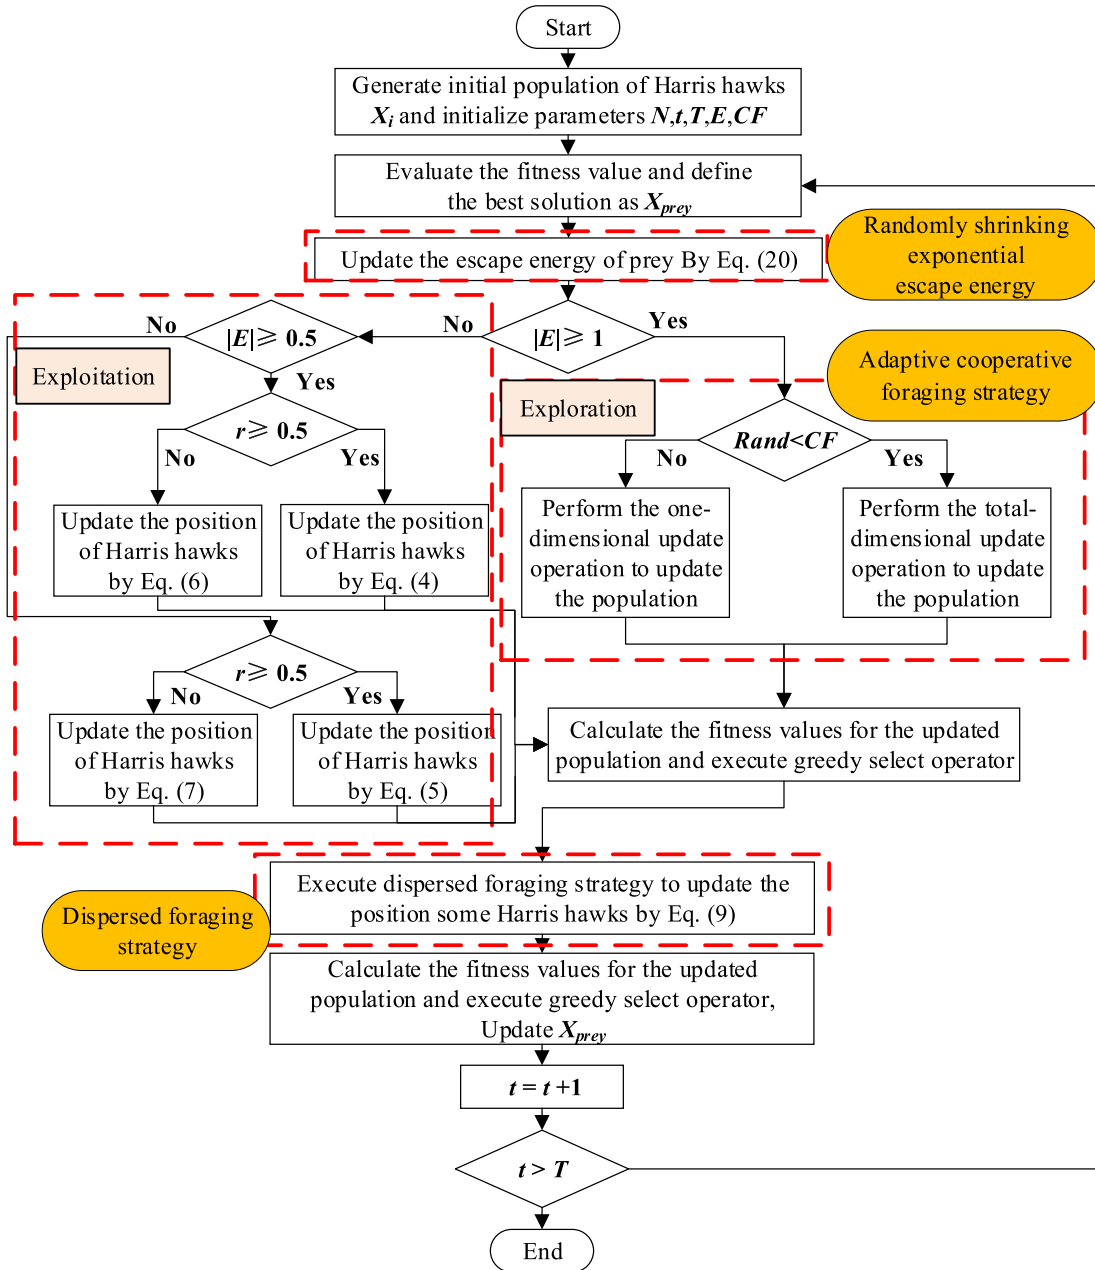 Start
Generate initial population of Harris hawks
Xi and initialize parameters N,t,T,E,CF
Evaluate the fitness value and define
the best solution as Xprey
Randomly shrinking
exponential
escape energy
Update the escape energy of prey By Eq. (20)
No
|E|≥ 0.5
No
|E|≥ 1
Yes
Adaptive cooperative
foraging strategy
Exploitation
Yes
Exploration
r≥ 0.5
No
Yes
Rand<CF
No
Yes
Update the position
of Harris hawks
by Eq. (6)
Update the position
of Harris hawks
by Eq. (4)
Perform the one-
dimensional update
operation to update
the population
Perform the total-
dimensional update
operation to update
the population
r≥ 0.5
No
Yes
Update the position
of Harris hawks
by Eq. (7)
Update the position
of Harris hawks
by Eq. (5)
Calculate the fitness values for the updated
population and execute greedy select operator
Execute dispersed foraging strategy to update the
position some Harris hawks by Eq. (9)
Dispersed foraging
strategy
Calculate the fitness values for the updated
population and execute greedy select operator,
Update Xprey
t = t +1
t > T
End